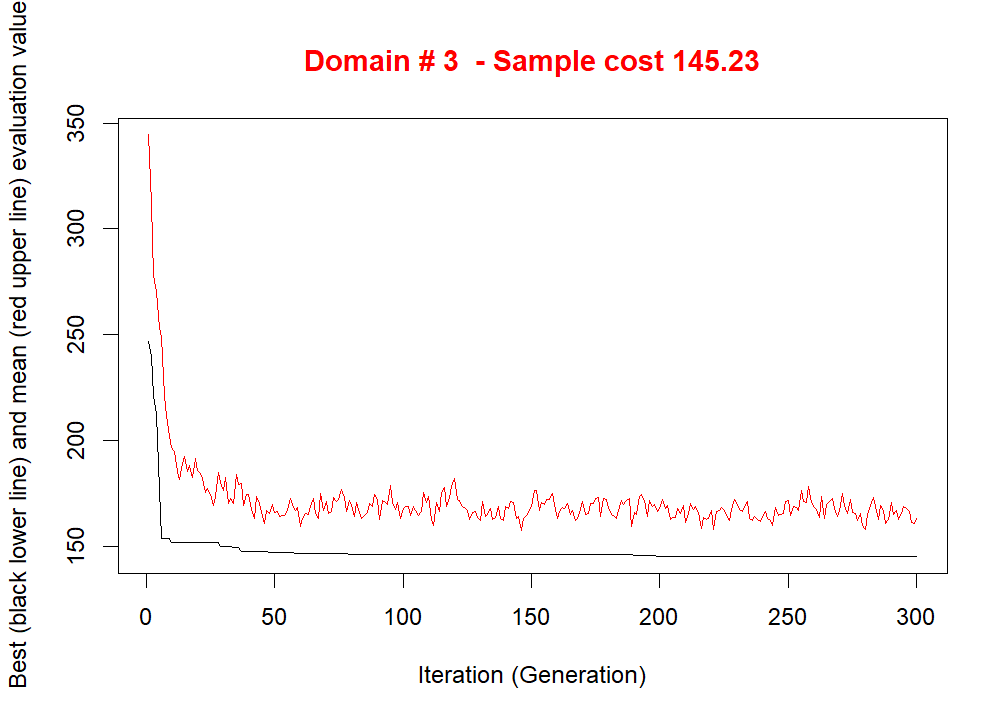 Domain # 3  - Sample cost 145.23
Best (black lower line) and mean (red upper line) evaluation value
350
300
250
200
150
0 50 100 150 200 250 300
Iteration (Generation)